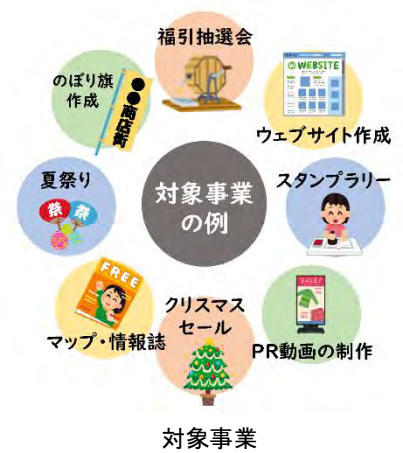 福引抽選会
のぼり旗
作成
●●商店街
WEBSITE
ウェブサイト作成
夏祭り
祭
祭
対象事業
の例
スタンプラリー
FREE
マップ・情報誌
クリスマス
セール
SALE!
PR動画の制作
対象事業